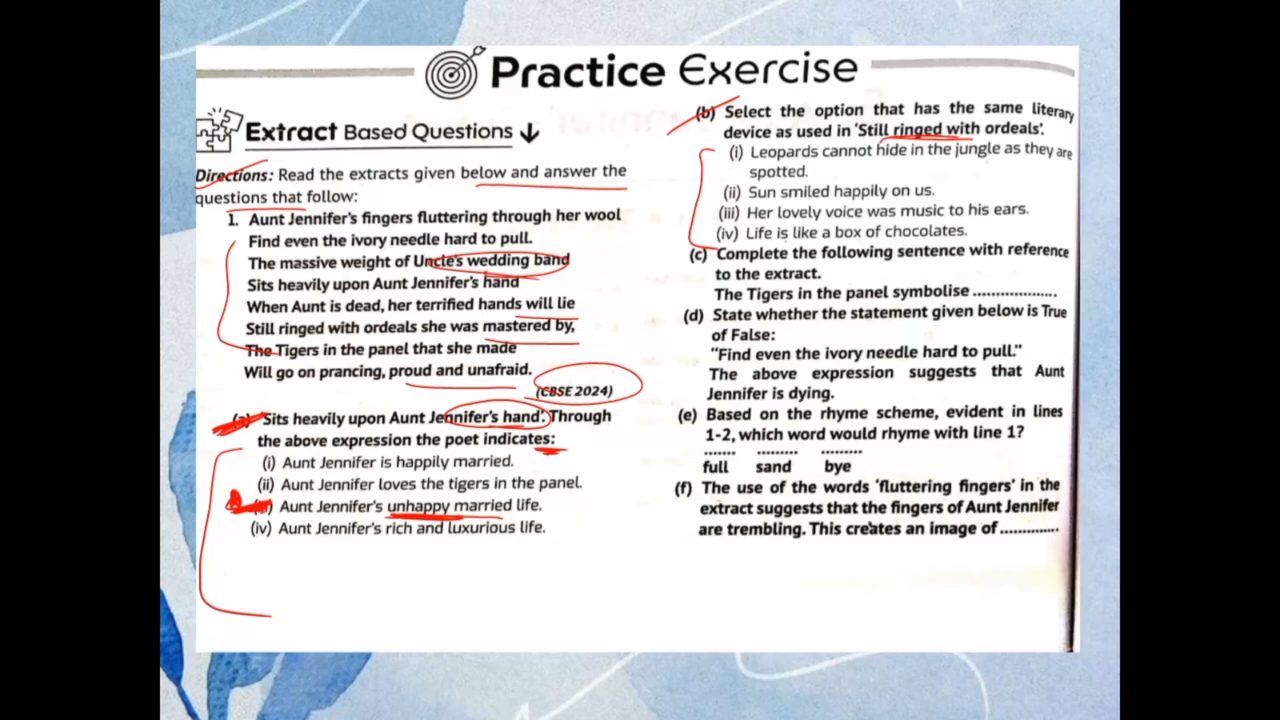 Practice Exercise
Extract Based Questions ↓
Directions: Read the extracts given below and answer the
questions that follow:
1. Aunt Jennifer's fingers fluttering through her wool
Find even the ivory needle hard to pull.
The massive weight of Uncle's wedding band
Sits heavily upon Aunt Jennifer's hand
When Aunt is dead, her terrified hands will lie
Still ringed with ordeals she was mastered by,
The Tigers in the panel that she made
Will go on prancing, proud and unafraid.
(CBSE 2024)
(a) 'Sits heavily upon Aunt Jennifer's hand'. Through
the above expression the poet indicates:
(i) Aunt Jennifer is happily married.
(ii) Aunt Jennifer loves the tigers in the panel.
(iii) Aunt Jennifer's unhappy married life.
(iv) Aunt Jennifer's rich and luxurious life.
(b) Select the option that has the same literary
device as used in 'Still ringed with ordeals'.
(i) Leopards cannot hide in the jungle as they are
spotted.
(ii) Sun smiled happily on us.
(iii) Her lovely voice was music to his ears.
(iv) Life is like a box of chocolates.
(c) Complete the following sentence with reference
to the extract.
The Tigers in the panel symbolise ...................
(d) State whether the statement given below is True
of False:
"Find even the ivory needle hard to pull."
The above expression suggests that Aunt
Jennifer is dying.
(e) Based on the rhyme scheme, evident in lines
1-2, which word would rhyme with line 1?
....... ......... .........
full sand bye
(f) The use of the words 'fluttering fingers' in the
extract suggests that the fingers of Aunt Jennifer
are trembling. This creates an image of .............